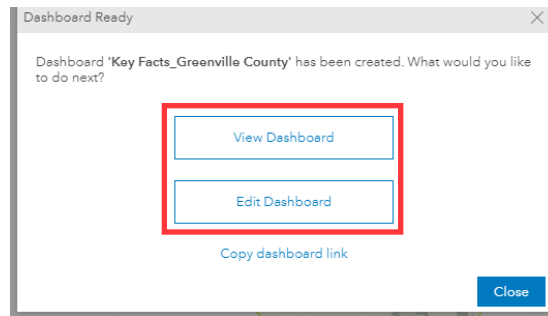 Dashboard Ready
Dashboard 'Key Facts_Greenville County' has been created. What would you like
to do next?
View Dashboard
Edit Dashboard
Copy dashboard link
Close